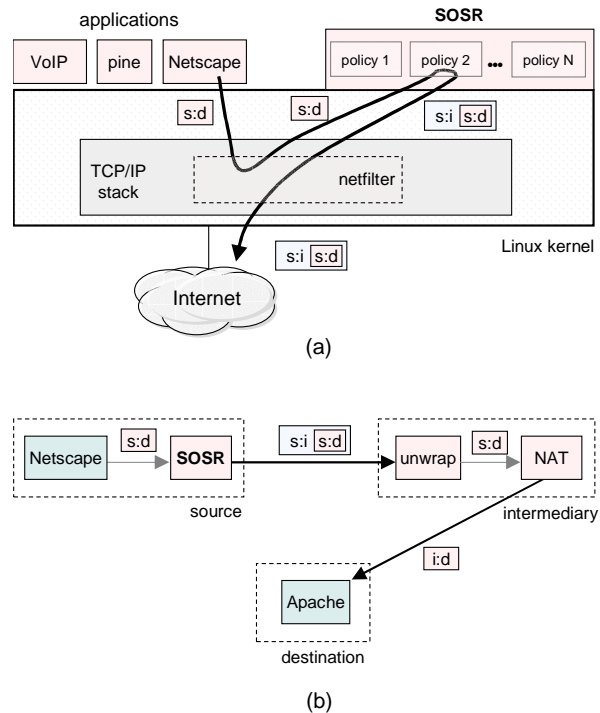 applications
SOSR
VoIP
pine
Netscape
policy 1
policy 2
...
policy N
s:d
s:d
s:i s:d
TCP/IP
stack
netfilter
Linux kernel
s:i s:d
Internet
(a)
Netscape
s:d
SOSR
s:i s:d
unwrap
s:d
NAT
source
intermediary
i:d
Apache
destination
(b)